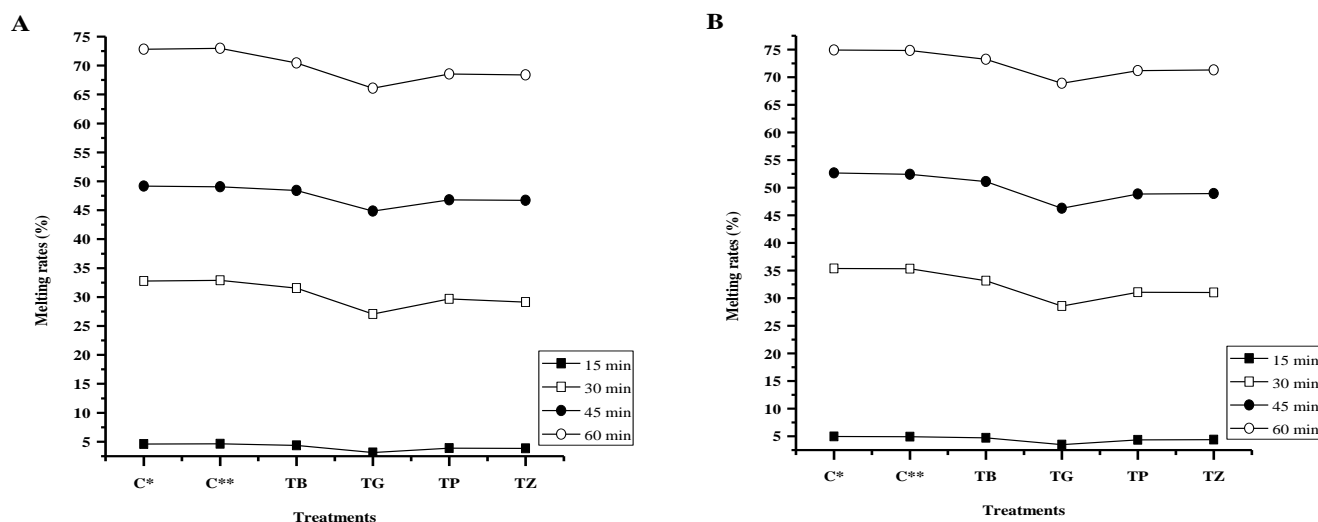 A
75
70
65
60
55
50
45
40
35
30
25
20
15
10
5
Melting rates (%)
C* C** TB TG TP TZ
Treatments
15 min
30 min
45 min
60 min
B
75
70
65
60
55
50
45
40
35
30
25
20
15
10
5
Melting rates (%)
C* C** TB TG TP TZ
Treatments
15 min
30 min
45 min
60 min